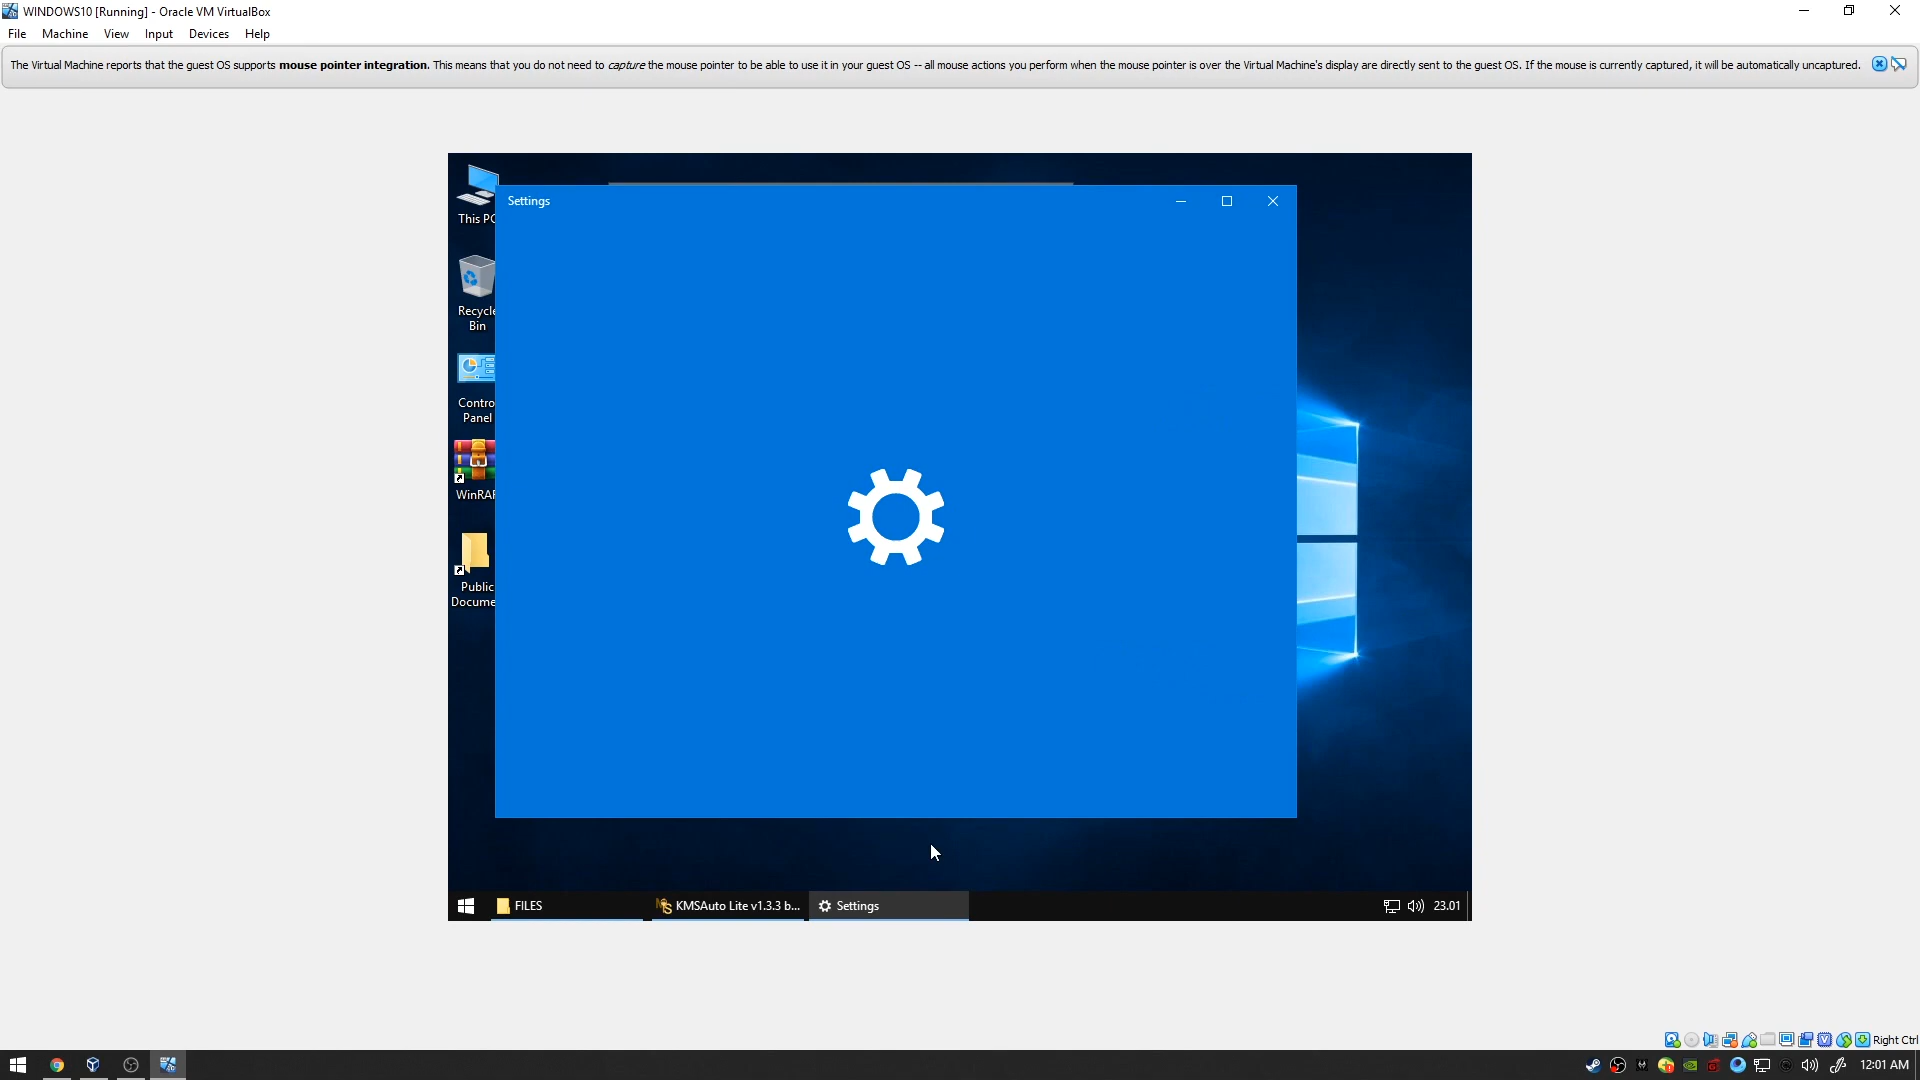 WINDOWS10 [Running] - Oracle VM VirtualBox
File Machine View Input Devices Help
The Virtual Machine reports that the guest OS supports mouse pointer integration. This means that you do not need to capture the mouse pointer to be able to use it in your guest OS -- all mouse actions you perform when the mouse pointer is over the Virtual Machine's display are directly sent to the guest OS. If the mouse is currently captured, it will be automatically uncaptured.
Settings
This PC
Recycle
Bin
Contro
Panel
WinRAR
Public
Docume
FILES
KMSAuto Lite v1.3.3 b...
Settings
23.01
Right Ctrl
12:01 AM